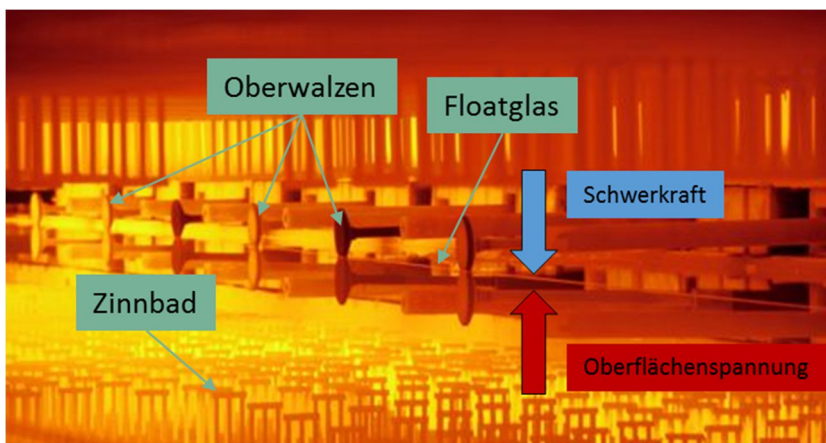 Oberwalzen
Floatglas
Schwerkraft
Zinnbad
Oberflächenspannung